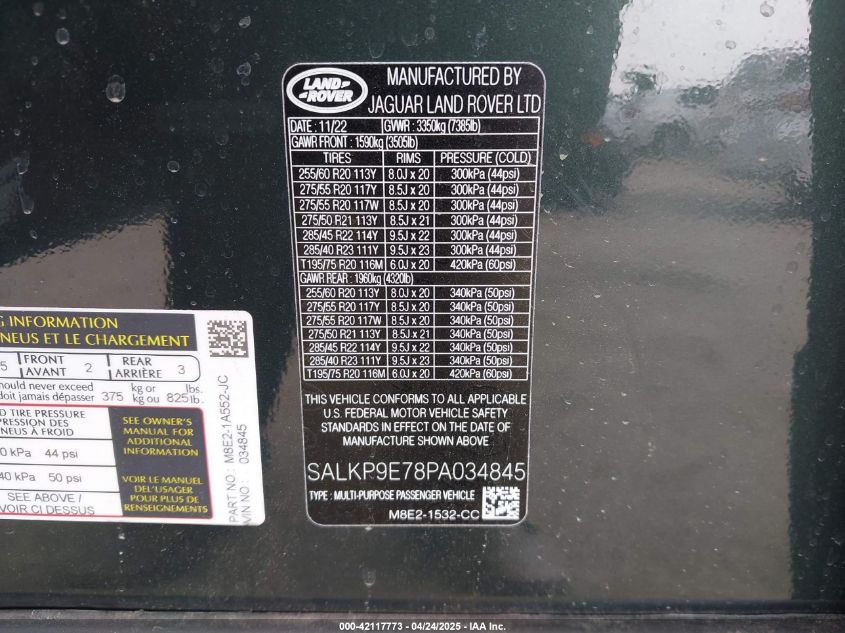 LAND ROVER
MANUFACTURED BY
JAGUAR LAND ROVER LTD
DATE : 11/22 GVWR : 3350kg (7385lb)
GAWR FRONT : 1590kg (3505lb)
TIRES RIMS PRESSURE (COLD)
255/60 R20 113Y 8.0J x 20 300kPa (44psi)
275/55 R20 117Y 8.5J x 20 300kPa (44psi)
275/55 R20 117W 8.5J x 20 300kPa (44psi)
275/50 R21 113Y 8.5J x 21 300kPa (44psi)
285/45 R22 114Y 9.5J x 22 300kPa (44psi)
285/40 R23 111Y 9.5J x 23 300kPa (44psi)
T195/75 R20 116M 6.0J x 20 420kPa (60psi)
GAWR REAR : 1960kg (4320lb)
255/60 R20 113Y 8.0J x 20 340kPa (50psi)
275/55 R20 117Y 8.5J x 20 340kPa (50psi)
275/55 R20 117W 8.5J x 20 340kPa (50psi)
275/50 R21 113Y 8.5J x 21 340kPa (50psi)
285/45 R22 114Y 9.5J x 22 340kPa (50psi)
285/40 R23 111Y 9.5J x 23 340kPa (50psi)
T195/75 R20 116M 6.0J x 20 420kPa (60psi)
THIS VEHICLE CONFORMS TO ALL APPLICABLE
U.S. FEDERAL MOTOR VEHICLE SAFETY
STANDARDS IN EFFECT ON THE DATE OF
MANUFACTURE SHOWN ABOVE
SALKP9E78PA034845
TYPE : MULTI-PURPOSE PASSENGER VEHICLE
M8E2-1532-CC
G INFORMATION
NEUS ET LE CHARGEMENT
5 FRONT AVANT 2 REAR ARRIÈRE 3
hould never exceed kg or lbs.
doit jamais dépasser 375 kg ou 825 lb.
D TIRE PRESSURE
PRESSION DES
NEUS À FROID
0 kPa 44 psi
40 kPa 50 psi
SEE ABOVE /
VOIR CI DESSUS
SEE OWNER'S
MANUAL FOR
ADDITIONAL
INFORMATION
VOIR LE MANUEL
DE L'USAGER
POUR PLUS DE
RENSEIGNEMENTS
PART NO : M8E2-1A552-JC
VIN NO : 034845
000-42117773 - 04/24/2025 - IAA Inc.